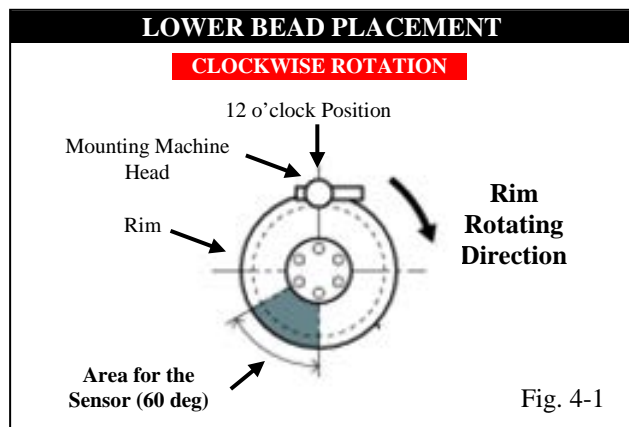 LOWER BEAD PLACEMENT
CLOCKWISE ROTATION
12 o’clock Position
Mounting Machine
Head
Rim
Rim
Rotating
Direction
Area for the
Sensor (60 deg)
Fig. 4-1